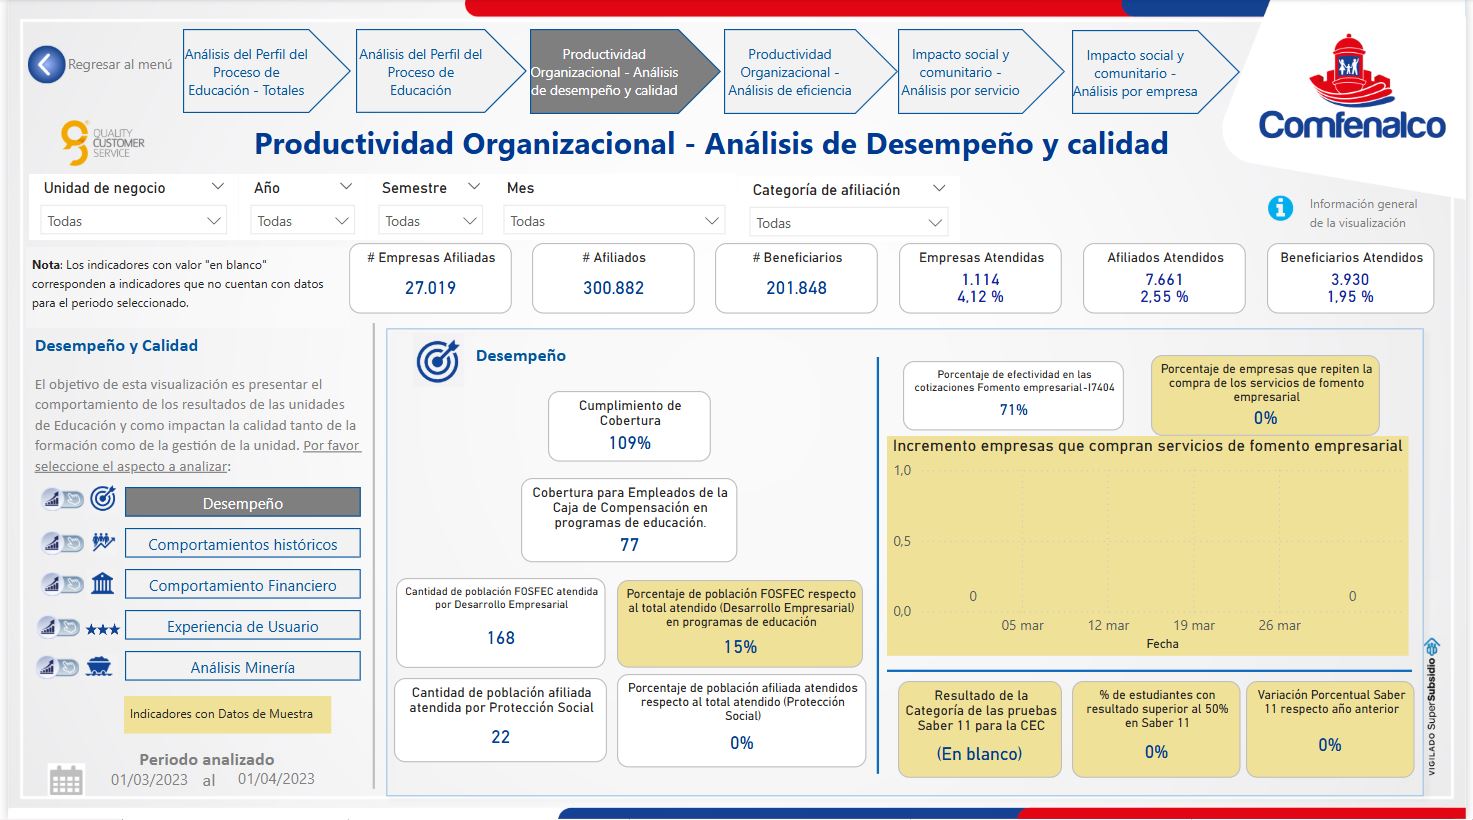 Regresar al menú
Análisis del Perfil del
Proceso de
Educación - Totales
Análisis del Perfil del
Proceso de
Educación
Productividad
Organizacional - Análisis
de desempeño y calidad
Productividad
Organizacional -
Análisis de eficiencia
Impacto social y
comunitario -
Análisis por servicio
Impacto social y
comunitario -
Análisis por empresa
Comfenalco
QUALITY
CUSTOMER
SERVICE
Productividad Organizacional - Análisis de Desempeño y calidad
Unidad de negocio
Todas
Año
Todas
Semestre
Todas
Mes
Todas
Categoría de afiliación
Todas
Información general
de la visualización
Nota: Los indicadores con valor "en blanco"
corresponden a indicadores que no cuentan con datos
para el periodo seleccionado.
# Empresas Afiliadas
27.019
# Afiliados
300.882
# Beneficiarios
201.848
Empresas Atendidas
1.114
4,12 %
Afiliados Atendidos
7.661
2,55 %
Beneficiarios Atendidos
3.930
1,95 %
Desempeño y Calidad
El objetivo de esta visualización es presentar el
comportamiento de los resultados de las unidades
de Educación y como impactan la calidad tanto de la
formación como de la gestión de la unidad. Por favor
seleccione el aspecto a analizar:
Desempeño
Comportamientos históricos
Comportamiento Financiero
Experiencia de Usuario
Análisis Minería
Indicadores con Datos de Muestra
Periodo analizado
01/03/2023 al 01/04/2023
Desempeño
Cumplimiento de
Cobertura
109%
Cobertura para Empleados de la
Caja de Compensación en
programas de educación.
77
Cantidad de población FOSFEC atendida
por Desarrollo Empresarial
168
Porcentaje de población FOSFEC respecto
al total atendido (Desarrollo Empresarial)
en programas de educación
15%
Cantidad de población afiliada
atendida por Protección Social
22
Porcentaje de población afiliada atendidos
respecto al total atendido (Protección
Social)
0%
Porcentaje de efectividad en las
cotizaciones Fomento empresarial-I7404
71%
Porcentaje de empresas que repiten la
compra de los servicios de fomento
empresarial
0%
Incremento empresas que compran servicios de fomento empresarial
1,0
0,5
0,0
0
0
05 mar
12 mar
19 mar
26 mar
Fecha
Resultado de la
Categoría de las pruebas
Saber 11 para la CEC
(En blanco)
% de estudiantes con
resultado superior al 50%
en Saber 11
0%
Variación Porcentual Saber
11 respecto año anterior
0%
VIGILADO SuperSubsidio